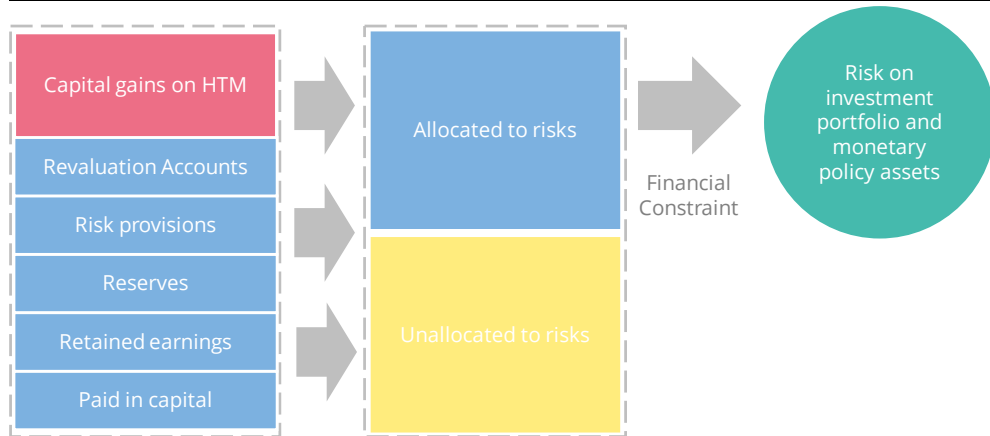 Capital gains on HTM
Revaluation Accounts
Risk provisions
Reserves
Retained earnings
Paid in capital
Allocated to risks
Unallocated to risks
Financial
Constraint
Risk on
investment
portfolio and
monetary
policy assets